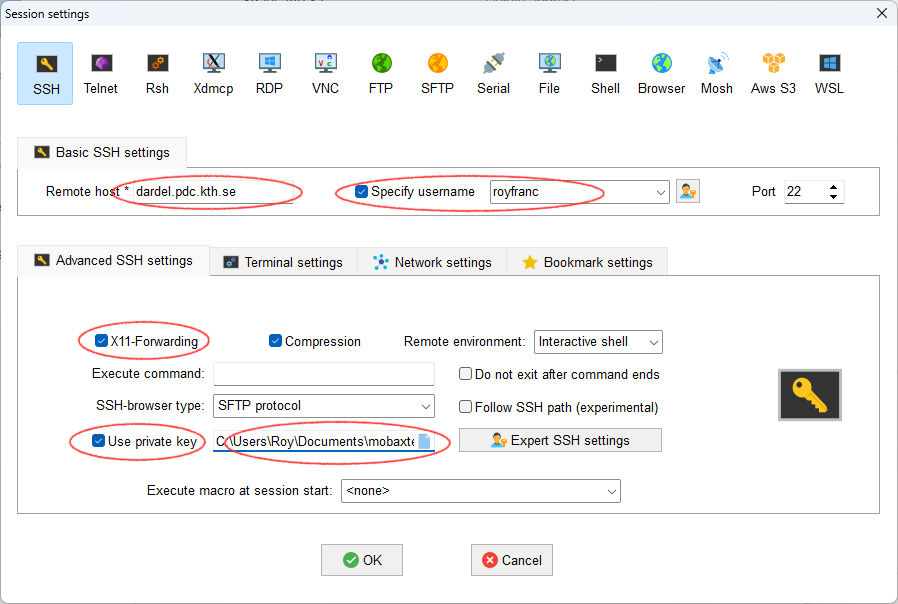 Session settings
SSH Telnet Rsh Xdmcp RDP VNC FTP SFTP Serial File Shell Browser Mosh Aws S3 WSL
Basic SSH settings
Remote host * dardel.pdc.kth.se Specify username royfranc Port 22
Advanced SSH settings Terminal settings Network settings Bookmark settings
X11-Forwarding Compression Remote environment: Interactive shell
Execute command: Do not exit after command ends
SSH-browser type: SFTP protocol Follow SSH path (experimental)
Use private key C:\Users\Roy\Documents\mobaxte Expert SSH settings
Execute macro at session start: <none>
OK Cancel